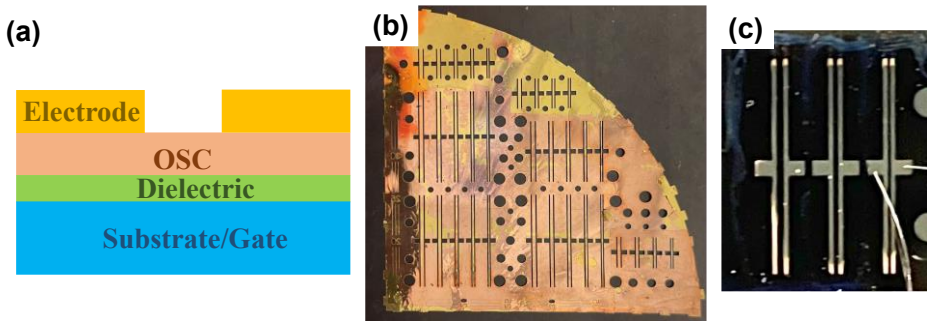 (a)
Electrode
OSC
Dielectric
Substrate/Gate
(b)
(c)